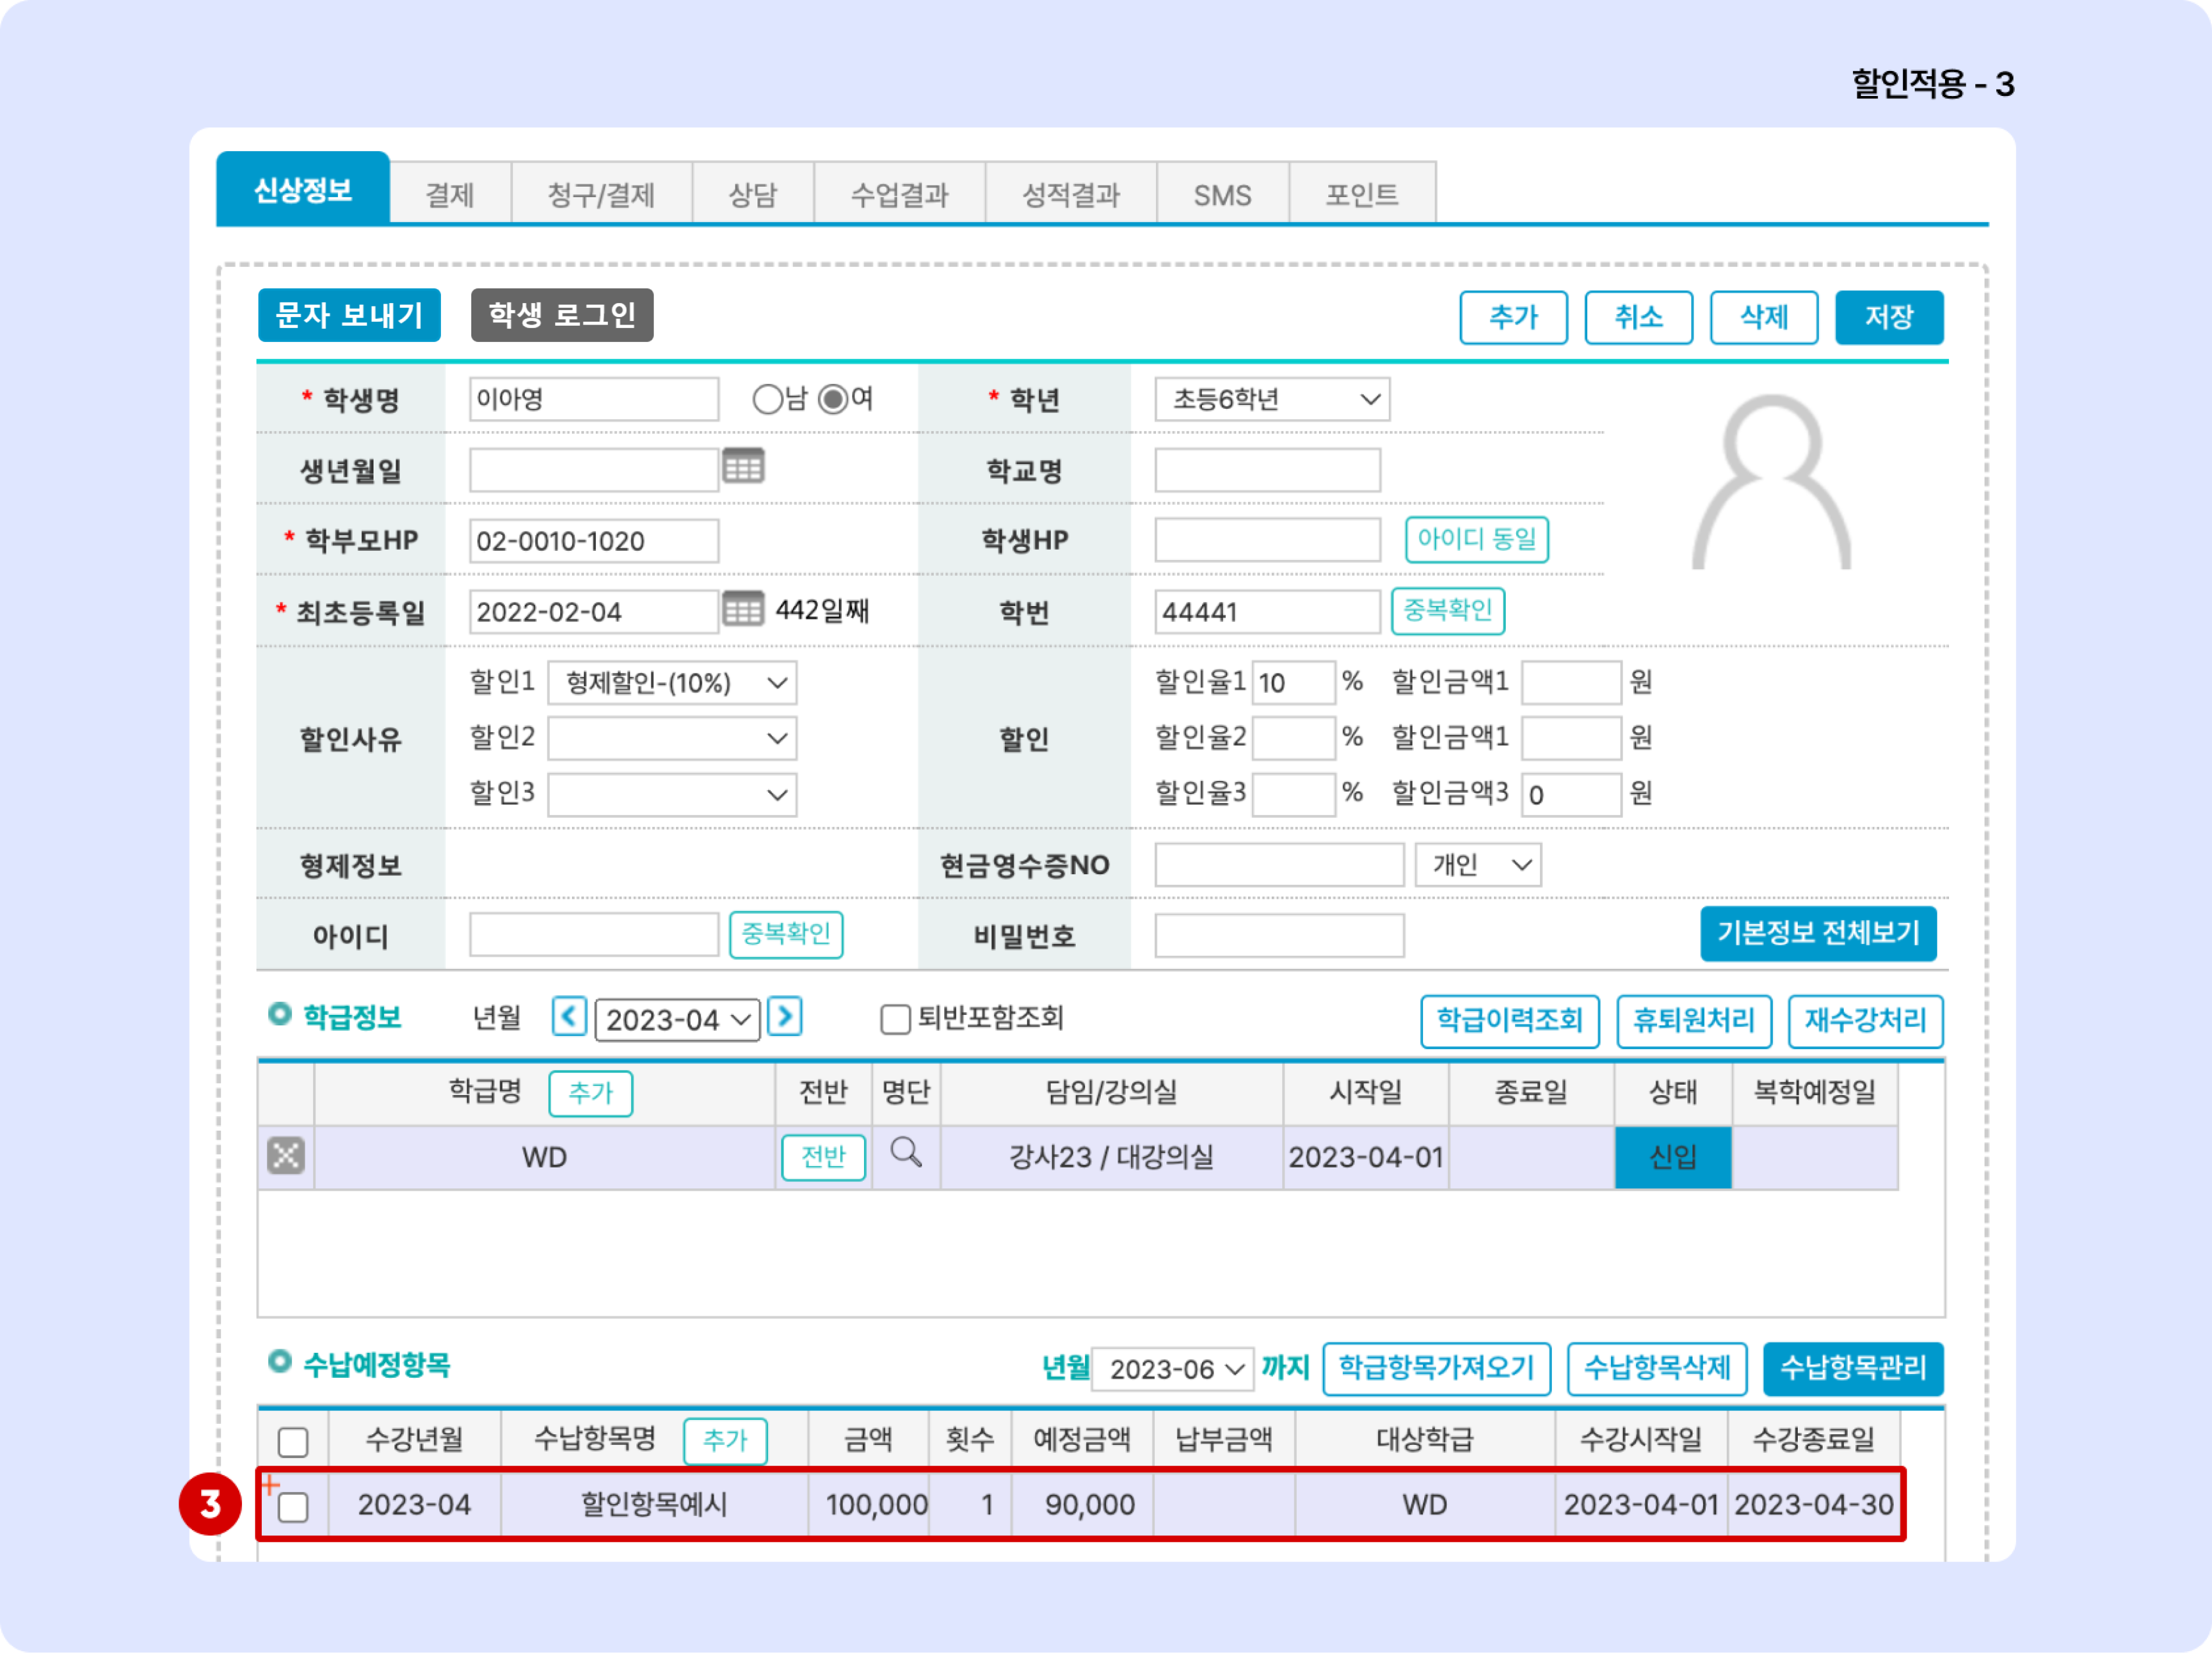 할인적용 - 3
신상정보 결제 청구/결제 상담 수업결과 성적결과 SMS 포인트
문자 보내기 학생 로그인 추가 취소 삭제 저장
* 학생명 이아영 남 여 * 학년 초등6학년
생년월일 학교명
* 학부모HP 02-0010-1020 학생HP 아이디 동일
* 최초등록일 2022-02-04 442일째 학번 44441 중복확인
할인사유 할인1 형제할인-(10%) 할인 할인율1 10 % 할인금액1 원
할인2 할인율2 % 할인금액1 원
할인3 할인율3 % 할인금액3 0 원
형제정보 현금영수증NO 개인
아이디 중복확인 비밀번호 기본정보 전체보기
학급정보 년월 2023-04 퇴반포함조회 학급이력조회 휴퇴원처리 재수강처리
학급명 추가 전반 명단 담임/강의실 시작일 종료일 상태 복학예정일
WD 전반 강사23 / 대강의실 2023-04-01 신입
수납예정항목 년월 2023-06 까지 학급항목가져오기 수납항목삭제 수납항목관리
수강년월 수납항목명 추가 금액 횟수 예정금액 납부금액 대상학급 수강시작일 수강종료일
3 2023-04 할인항목예시 100,000 1 90,000 WD 2023-04-01 2023-04-30